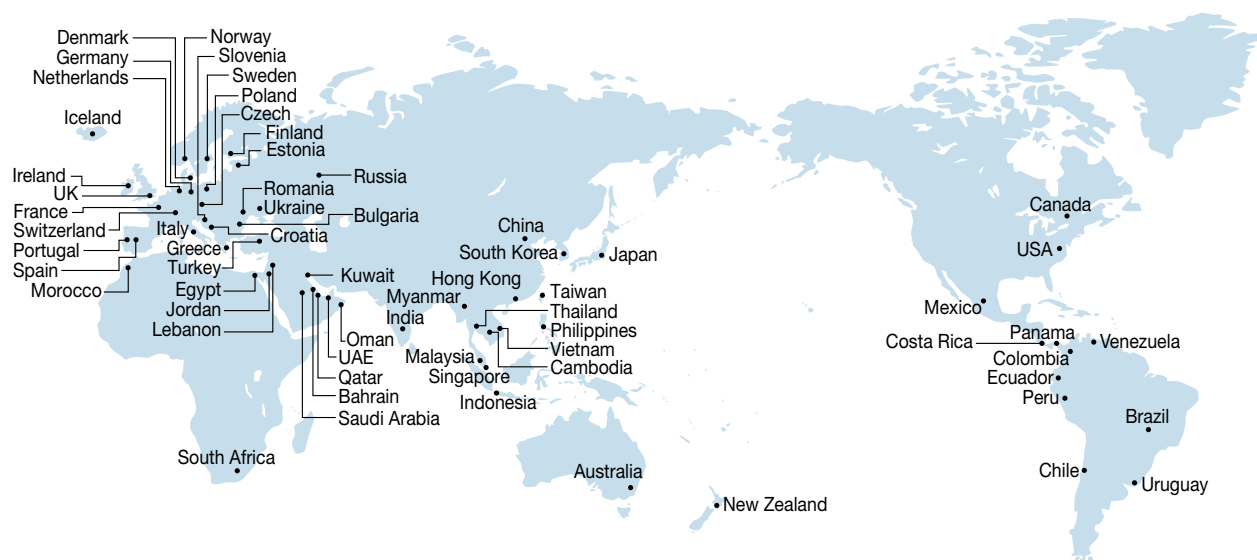 Denmark
Norway
Germany
Slovenia
Netherlands
Sweden
Poland
Czech
Iceland
Finland
Estonia
Ireland
Russia
UK
Romania
France
Ukraine
Bulgaria
Switzerland
Italy
Croatia
Portugal
Greece
Spain
Turkey
Morocco
Egypt
Kuwait
Jordan
Lebanon
Oman
UAE
Qatar
Bahrain
Saudi Arabia
South Africa
China
South Korea
Japan
Hong Kong
Myanmar
Taiwan
India
Thailand
Philippines
Vietnam
Malaysia
Cambodia
Singapore
Indonesia
Australia
New Zealand
Canada
USA
Mexico
Costa Rica
Panama
Venezuela
Colombia
Ecuador
Peru
Brazil
Chile
Uruguay